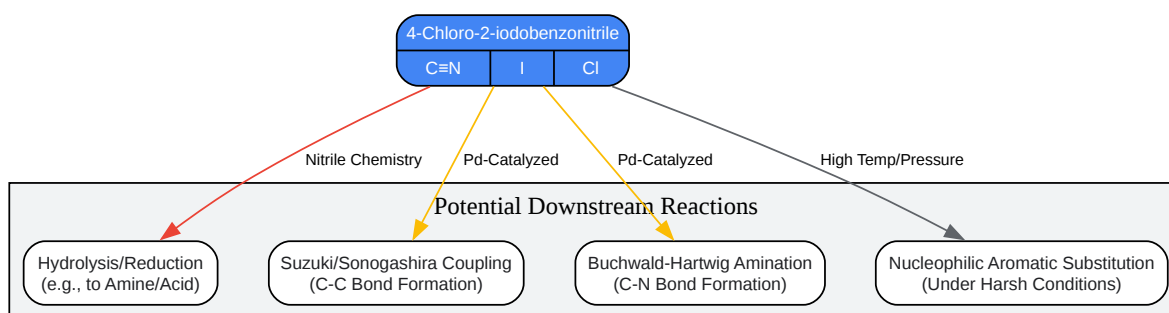 4-Chloro-2-iodobenzonitrile
C≡N I Cl
Nitrile Chemistry Pd-Catalyzed Pd-Catalyzed High Temp/Pressure
Potential Downstream Reactions
Hydrolysis/Reduction
(e.g., to Amine/Acid)
Suzuki/Sonogashira Coupling
(C-C Bond Formation)
Buchwald-Hartwig Amination
(C-N Bond Formation)
Nucleophilic Aromatic Substitution
(Under Harsh Conditions)